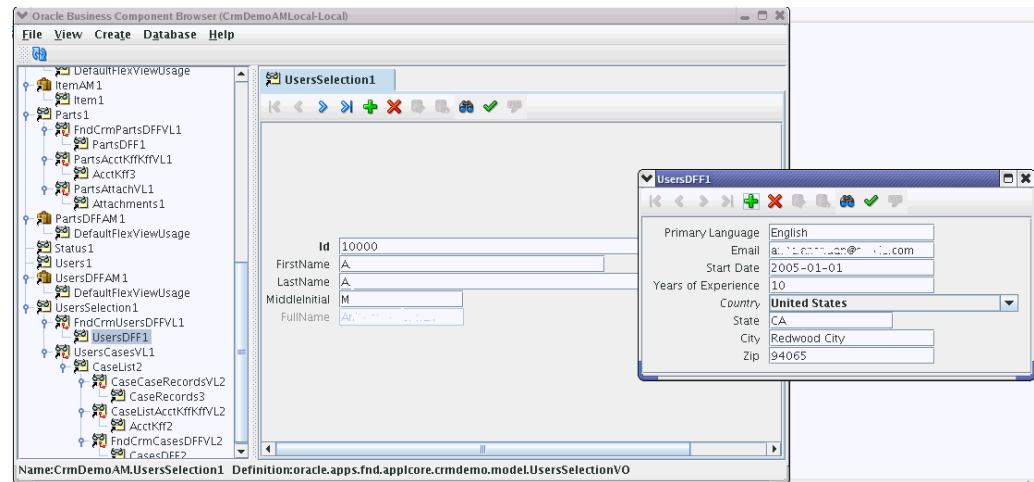 Oracle Business Component Browser (CrmDemoAMLocal-Local)
File View Create Database Help
DefaultFlexViewUsage
ItemAM1
Item1
Parts1
FndCrmPartsDFFVL1
PartsDFF1
PartsAcctKffKffVL1
AcctKff3
PartsAttachVL1
Attachments1
PartsDFFAM1
DefaultFlexViewUsage
Status1
Users1
UsersDFFAM1
DefaultFlexViewUsage
UsersSelection1
FndCrmUsersDFFVL1
UsersDFF1
UsersCasesVL1
CaseList2
CaseCaseRecordsVL2
CaseRecords3
CaseListAcctKffKffVL2
AcctKff2
FndCrmCasesDFFVL2
CasesDFF2
UsersSelection1
Id 10000
FirstName A
LastName A
MiddleInitial M
FullName
UsersDFF1
Primary Language English
Email
Start Date 2005-01-01
Years of Experience 10
Country United States
State CA
City Redwood City
Zip 94065
Name:CrmDemoAM.UsersSelection1 Definition:oracle.apps.fnd.applcore.crmdemo.model.UsersSelectionVO